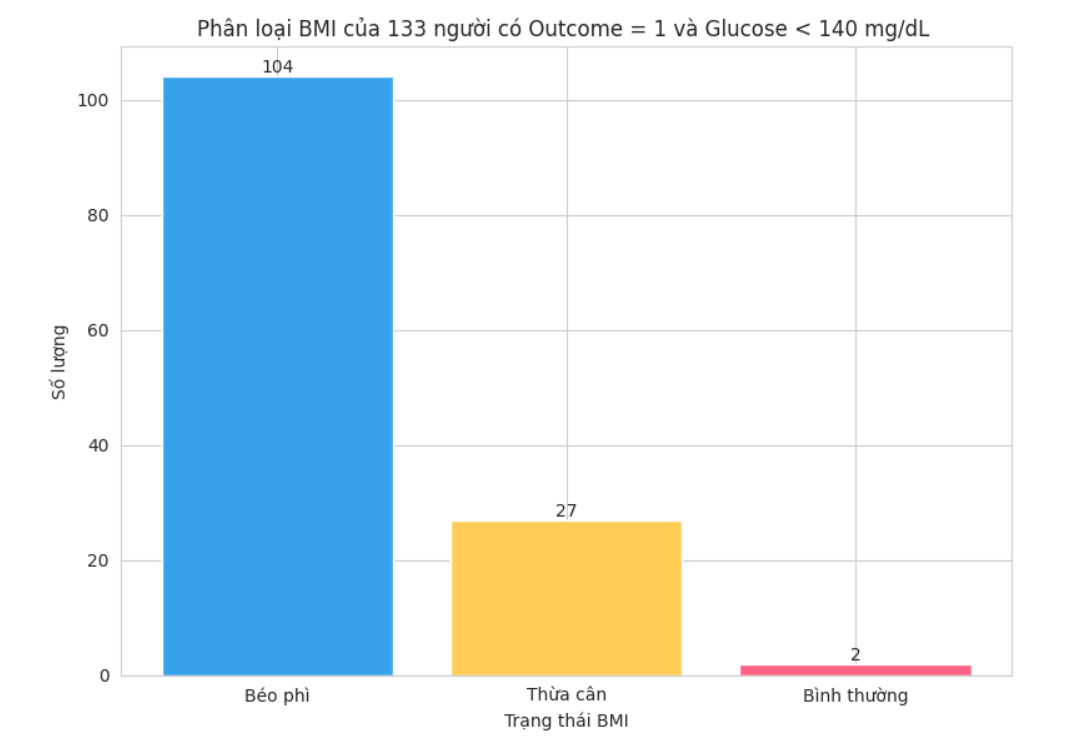 Phân loại BMI của 133 người có Outcome = 1 và Glucose < 140 mg/dL
104
100
80
60
40
20
0
27
2
Số lượng
Béo phì
Thừa cân
Bình thường
Trạng thái BMI